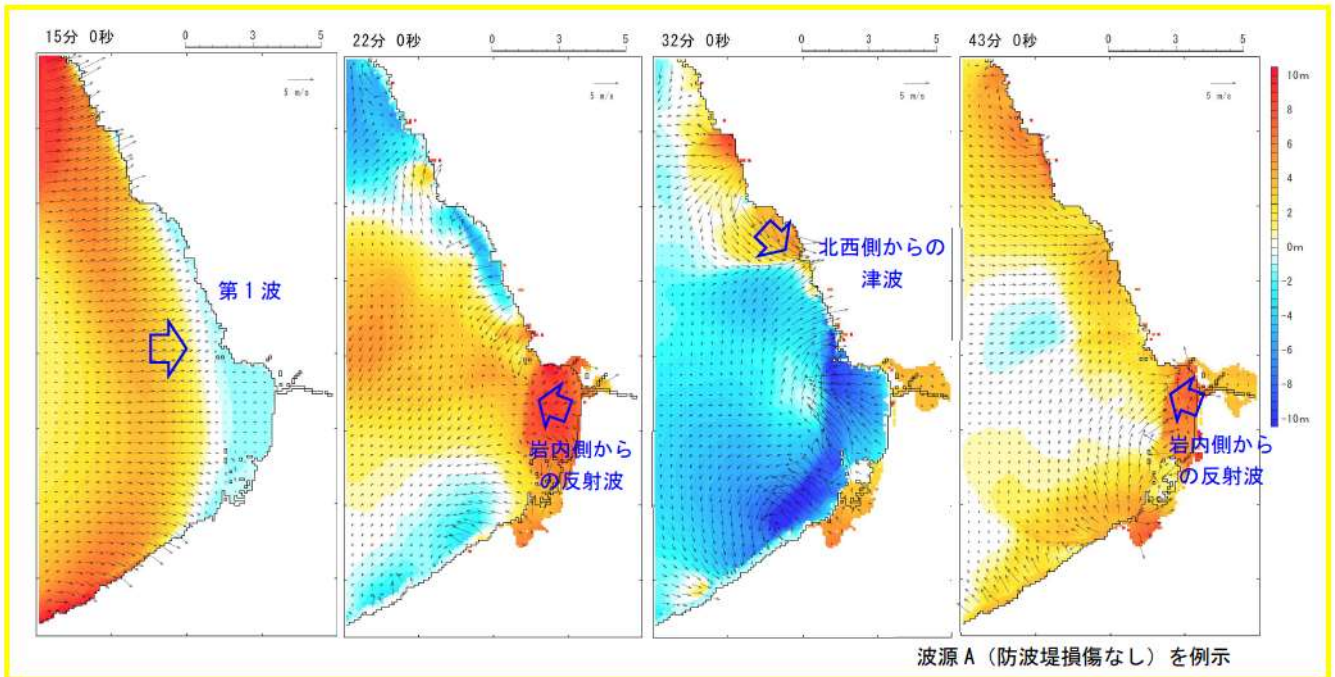 15分 0秒
0 3 5
5 m/s
第1波
22分 0秒
0 3 5
5 m/s
岩内側から
の反射波
32分 0秒
0 3 5
5 m/s
北西側からの
津波
43分 0秒
0 3 5
5 m/s
岩内側から
の反射波
10m
8
6
4
2
0m
-2
-4
-6
-8
-10m
波源A（防波堤損傷なし）を例示